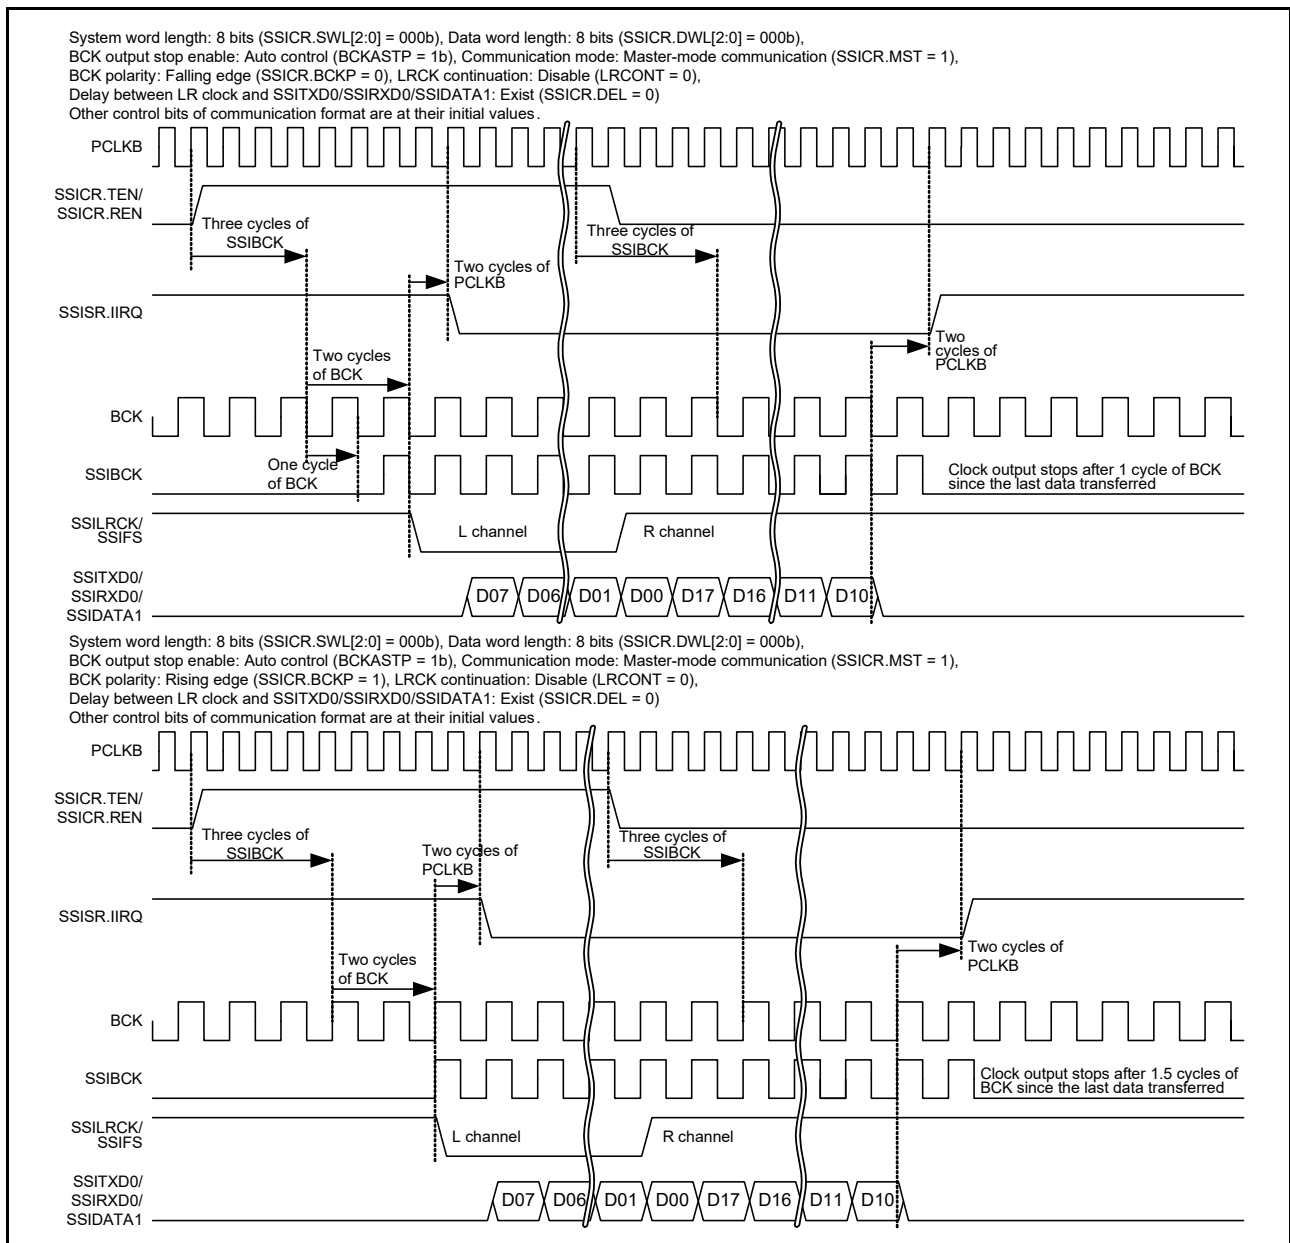 System word length: 8 bits (SSICR.SWL[2:0] = 000b), Data word length: 8 bits (SSICR.DWL[2:0] = 000b),
BCK output stop enable: Auto control (BCKASTP = 1b), Communication mode: Master-mode communication (SSICR.MST = 1),
BCK polarity: Falling edge (SSICR.BCKP = 0), LRCK continuation: Disable (LRCONT = 0),
Delay between LR clock and SSITXD0/SSIRXD0/SSIDATA1: Exist (SSICR.DEL = 0)
Other control bits of communication format are at their initial values.
PCLKB
SSICR.TEN/
SSICR.REN
Three cycles of
SSIBCK
Three cycles of
SSIBCK
Two cycles of
PCLKB
SSISR.IIRQ
Two
cycles of
PCLKB
Two cycles
of BCK
BCK
One cycle
of BCK
SSIBCK
Clock output stops after 1 cycle of BCK
since the last data transferred
SSILRCK/
SSIFS
L channel
R channel
SSITXD0/
SSIRXD0/
SSIDATA1
D07 D06 D01 D00 D17 D16 D11 D10
System word length: 8 bits (SSICR.SWL[2:0] = 000b), Data word length: 8 bits (SSICR.DWL[2:0] = 000b),
BCK output stop enable: Auto control (BCKASTP = 1b), Communication mode: Master-mode communication (SSICR.MST = 1),
BCK polarity: Rising edge (SSICR.BCKP = 1), LRCK continuation: Disable (LRCONT = 0),
Delay between LR clock and SSITXD0/SSIRXD0/SSIDATA1: Exist (SSICR.DEL = 0)
Other control bits of communication format are at their initial values.
PCLKB
SSICR.TEN/
SSICR.REN
Three cycles of
SSIBCK
Two cycles of
PCLKB
Three cycles of
SSIBCK
SSISR.IIRQ
Two cycles of
PCLKB
Two cycles
of BCK
BCK
SSIBCK
Clock output stops after 1.5 cycles of
BCK since the last data transferred
SSILRCK/
SSIFS
L channel
R channel
SSITXD0/
SSIRXD0/
SSIDATA1
D07 D06 D01 D00 D17 D16 D11 D10